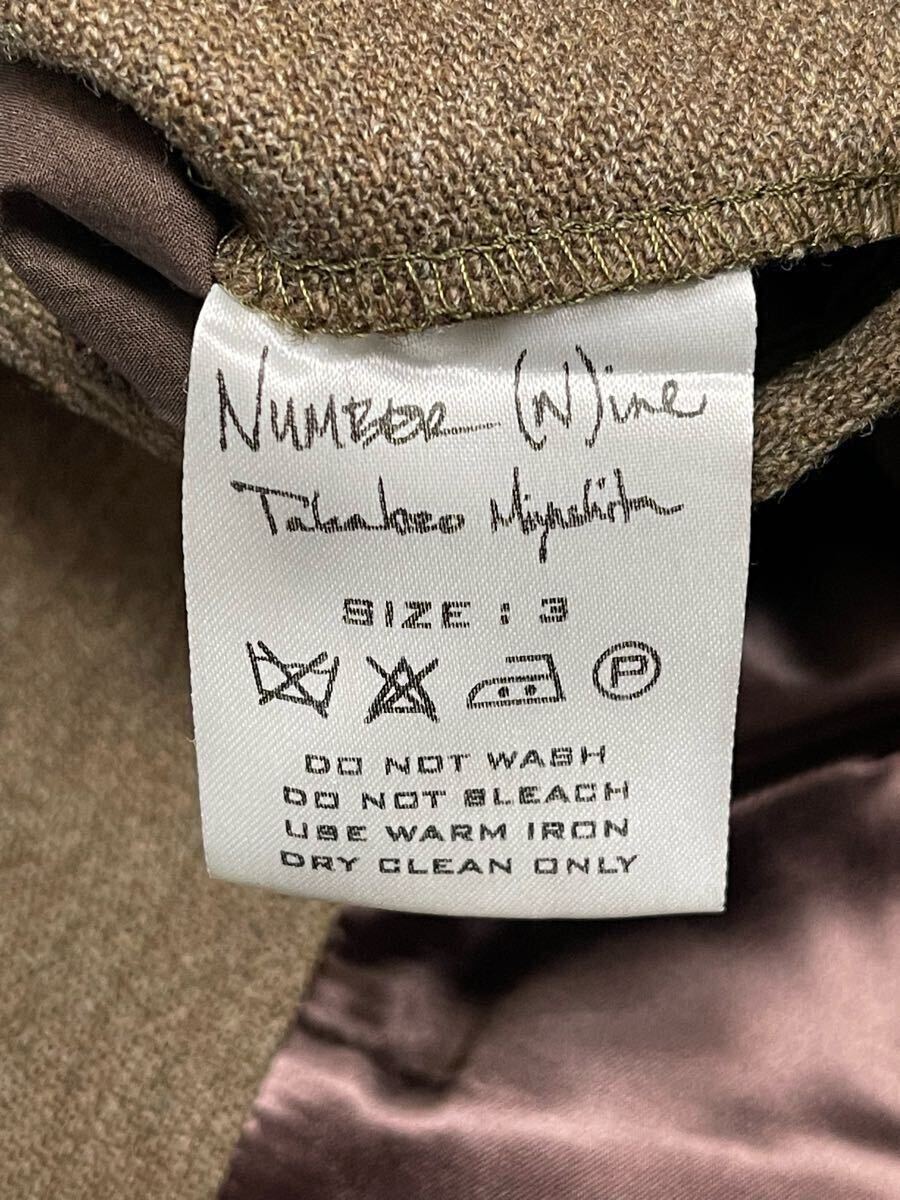 NUMBER (N)ine
Takahiro Miyashita
SIZE : 3
P
DO NOT WASH
DO NOT BLEACH
USE WARM IRON
DRY CLEAN ONLY